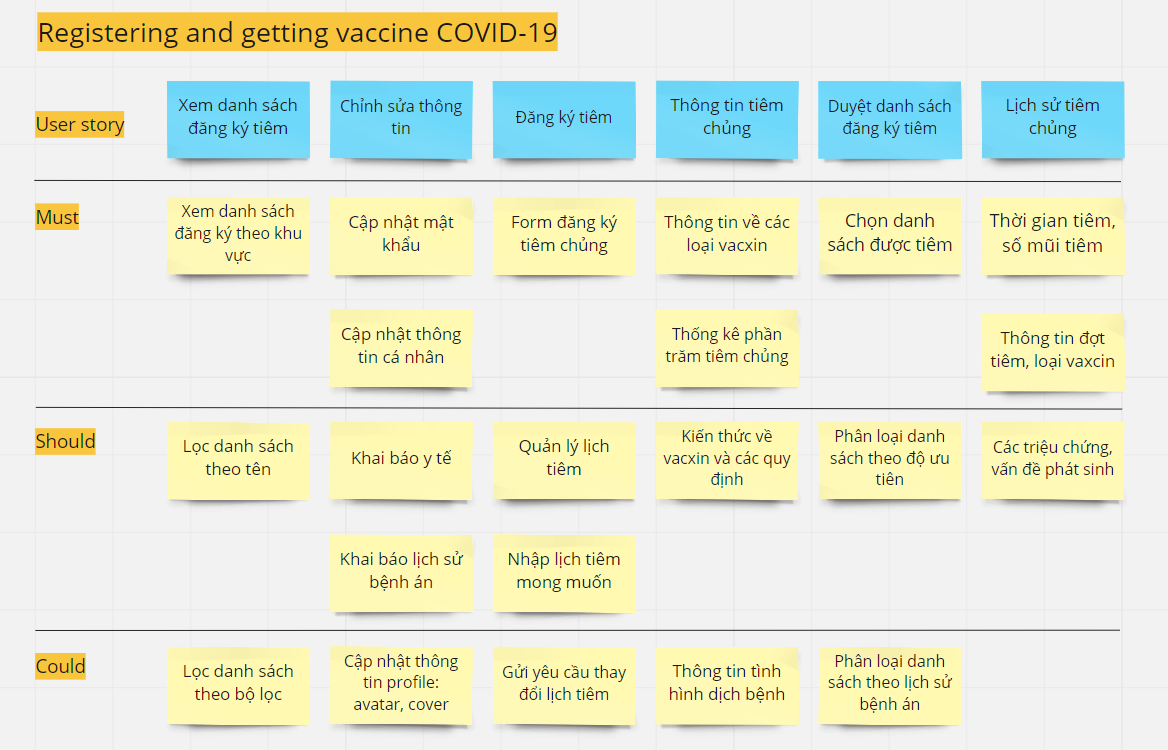 Registering and getting vaccine COVID-19
User story
Xem danh sách
đăng ký tiêm
Chỉnh sửa thông
tin
Đăng ký tiêm
Thông tin tiêm
chủng
Duyệt danh sách
đăng ký tiêm
Lịch sử tiêm
chủng
Must
Xem danh sách
đăng ký theo khu
vực
Cập nhật mật
khẩu
Form đăng ký
tiêm chủng
Thông tin về các
loại vacxin
Chọn danh
sách được tiêm
Thời gian tiêm,
số mũi tiêm
Cập nhật thông
tin cá nhân
Thống kê phần
trăm tiêm chủng
Thông tin đợt
tiêm, loại vaxcin
Should
Lọc danh sách
theo tên
Khai báo y tế
Quản lý lịch
tiêm
Kiến thức về
vacxin và các quy
định
Phân loại danh
sách theo độ ưu
tiên
Các triệu chứng,
vấn đề phát sinh
Khai báo lịch sử
bệnh án
Nhập lịch tiêm
mong muốn
Could
Lọc danh sách
theo bộ lọc
Cập nhật thông
tin profile:
avatar, cover
Gửi yêu cầu thay
đổi lịch tiêm
Thông tin tình
hình dịch bệnh
Phân loại danh
sách theo lịch sử
bệnh án